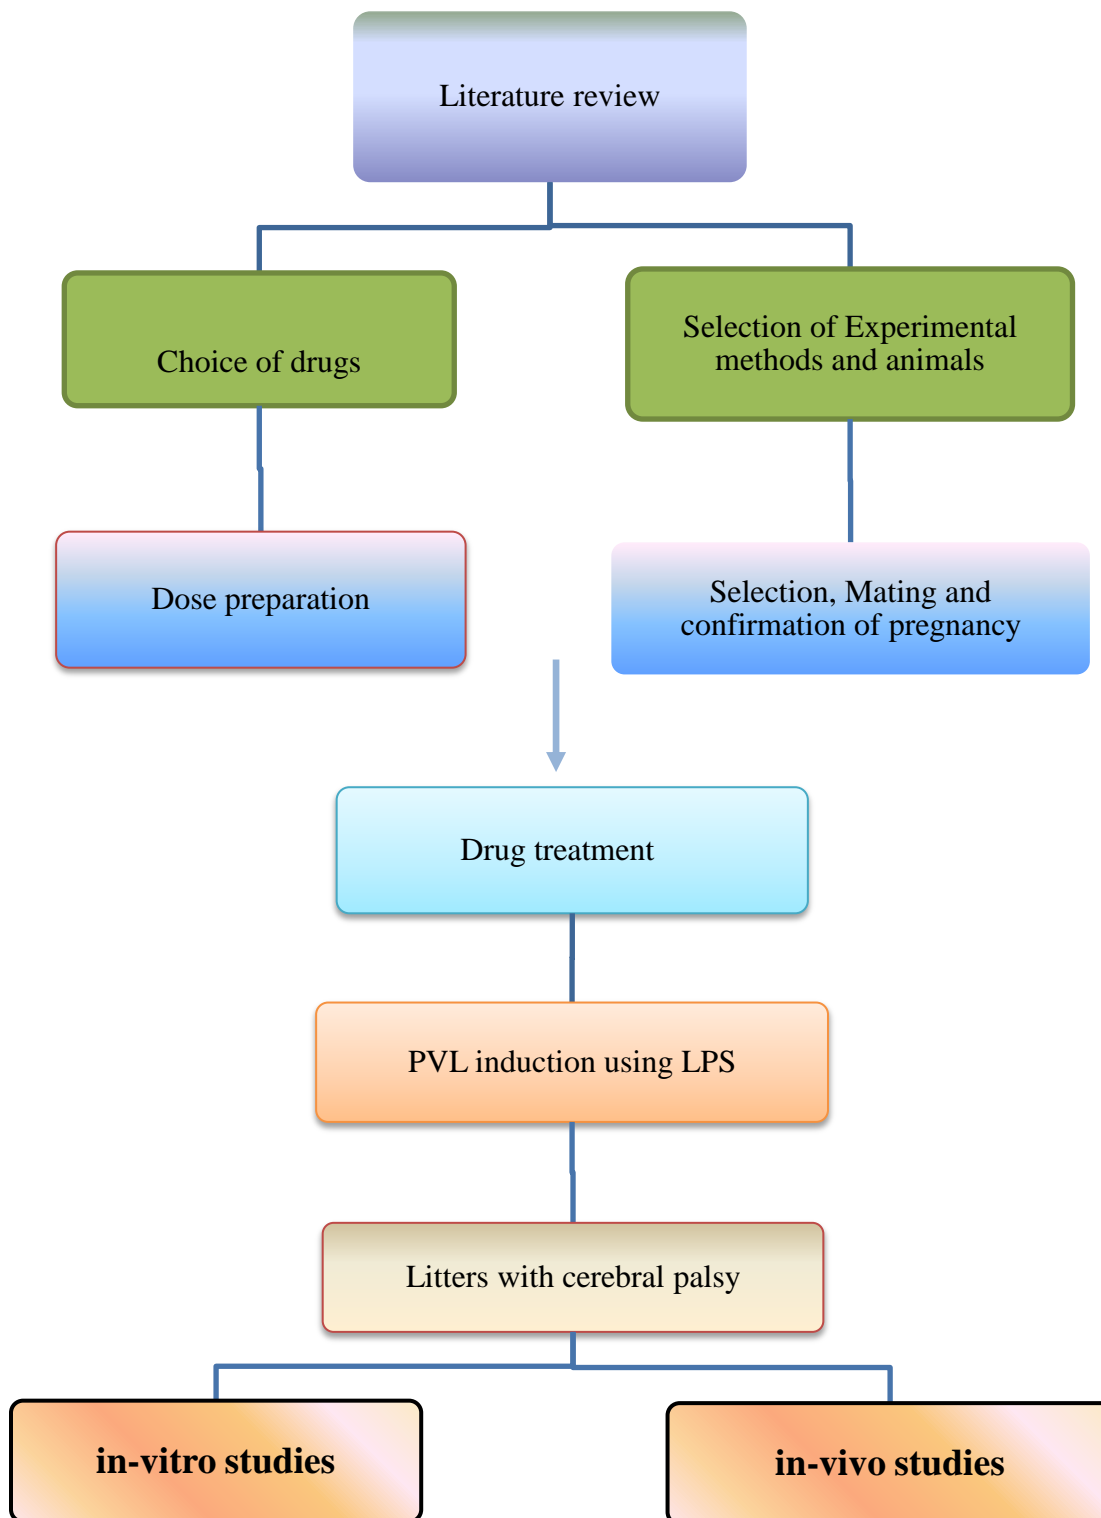 Literature review
Choice of drugs
Selection of Experimental
methods and animals
Dose preparation
Selection, Mating and
confirmation of pregnancy
Drug treatment
PVL induction using LPS
Litters with cerebral palsy
in-vitro studies
in-vivo studies